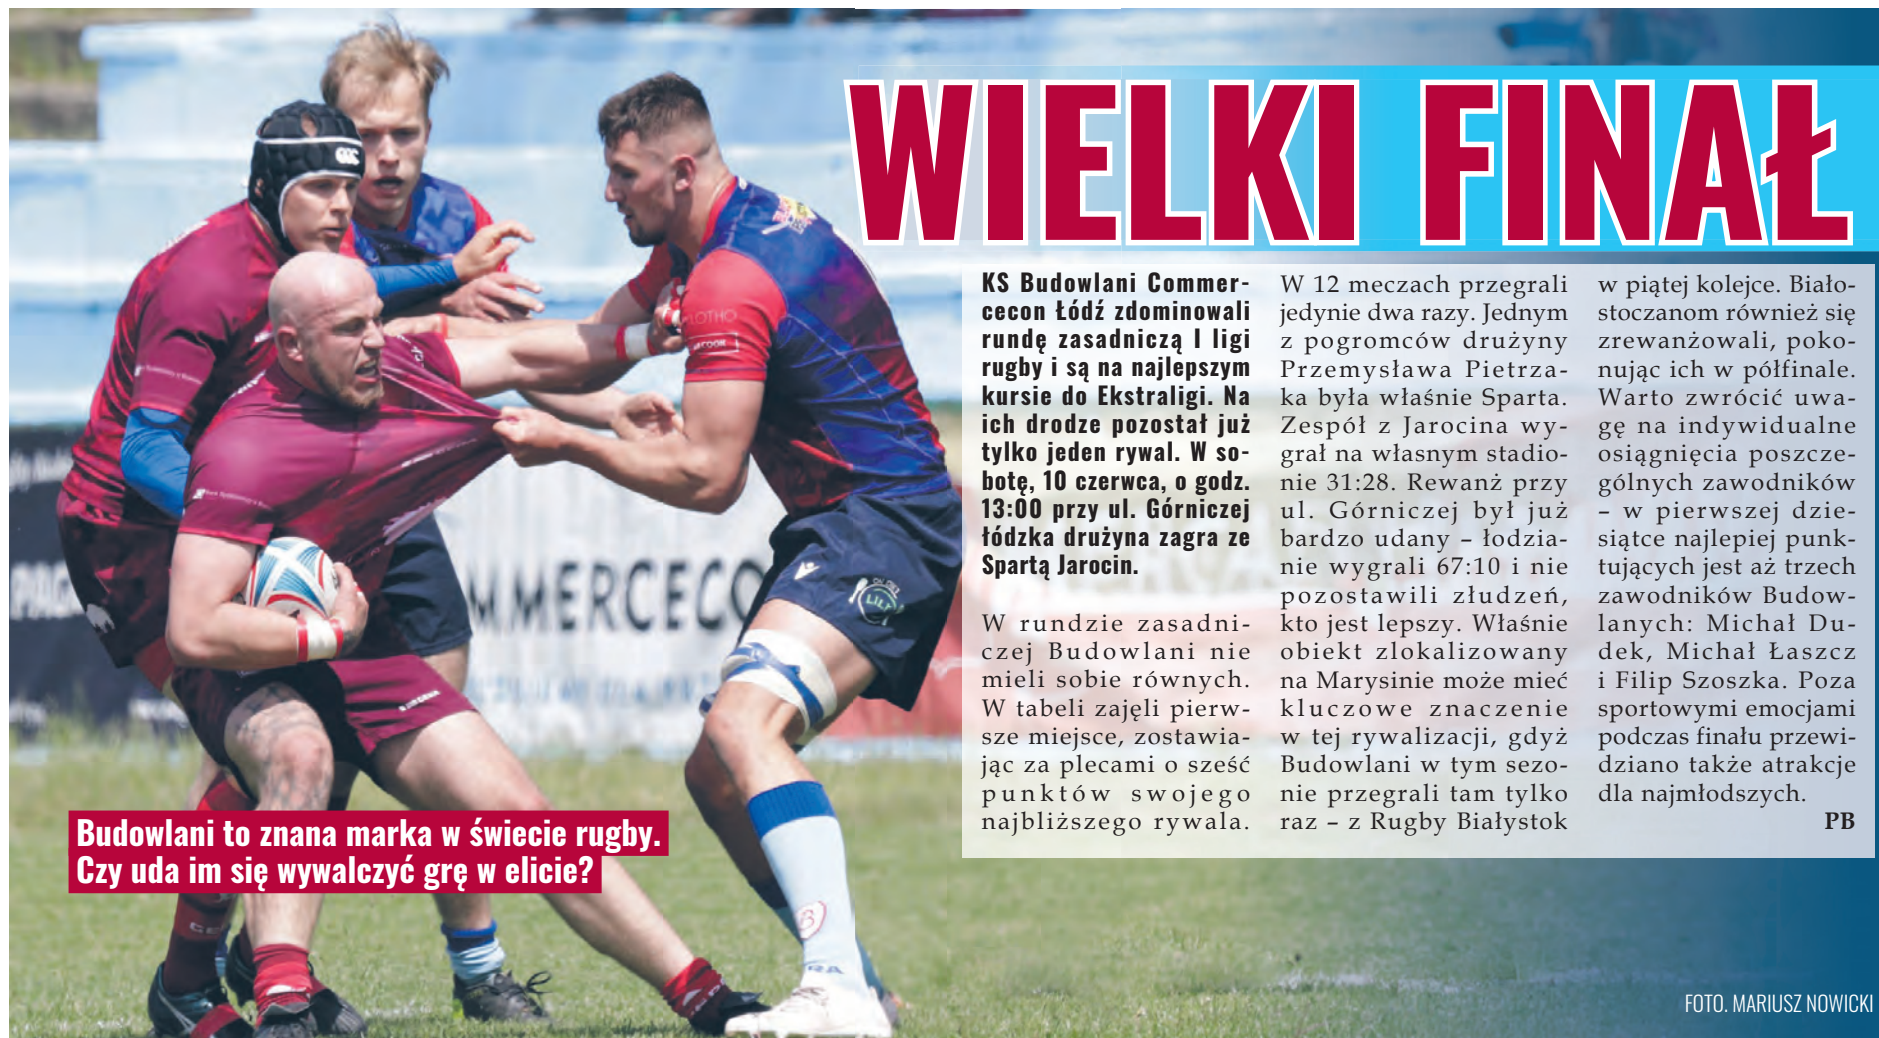 WIELKI FINAŁ
KS Budowlani Commer-
cecon Łódź zdominowali
rundę zasadniczą I ligi
rugby i są na najlepszym
kursie do Ekstraligi. Na
ich drodze pozostał już
tylko jeden rywal. W so-
botę, 10 czerwca, o godz.
13:00 przy ul. Górniczej
łódzka drużyna zagra ze
Spartą Jarocin.
W rundzie zasadni-
czej Budowlani nie
mieli sobie równych.
W tabeli zajęli pierw-
sze miejsce, zostawia-
jąc za plecami o sześć
punktów swojego
najbliższego rywala.
W 12 meczach przegrali
jedynie dwa razy. Jednym
z pogromców drużyny
Przemysława Pietrza-
ka była właśnie Sparta.
Zespół z Jarocina wy-
grał na własnym stadio-
nie 31:28. Rewanż przy
ul. Górniczej był już
bardzo udany – łodzia-
nie wygrali 67:10 i nie
pozostawili złudzeń,
kto jest lepszy. Właśnie
obiekt zlokalizowany
na Marysinie może mieć
kluczowe znaczenie
w tej rywalizacji, gdyż
Budowlani w tym sezo-
nie przegrali tam tylko
raz – z Rugby Białystok
w piątej kolejce. Biało-
stoczanom również się
zrewanżowali, poko-
nując ich w półfinale.
Warto zwrócić uwa-
gę na indywidualne
osiągnięcia poszcze-
gólnych zawodników
– w pierwszej dzie-
siątce najlepiej punk-
tujących jest aż trzech
zawodników Budow-
lanych: Michał Du-
dek, Michał Łaszcz
i Filip Szoszka. Poza
sportowymi emocjami
podczas finału przewi-
dziano także atrakcje
dla najmłodszych.
PB
Budowlani to znana marka w świecie rugby.
Czy uda im się wywalczyć grę w elicie?
MMERCECO
LOTHO
LILI
FOTO. MARIUSZ NOWICKI